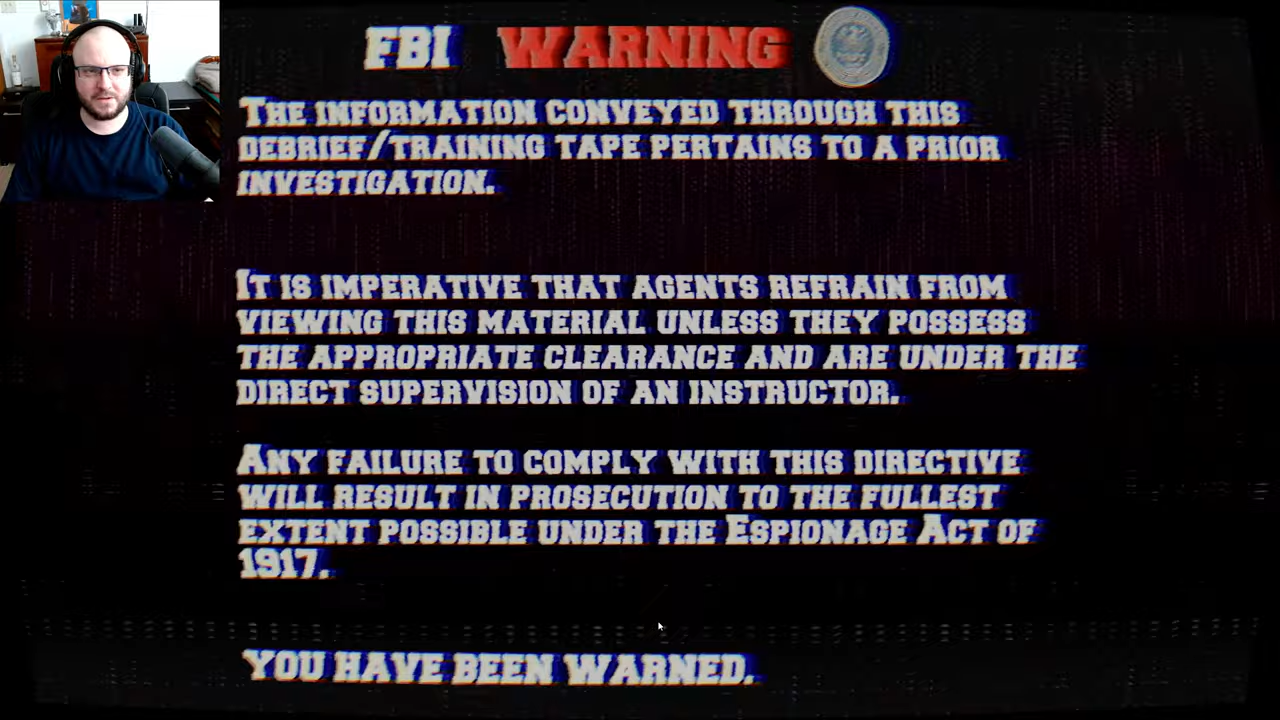 FBI WARNING
The information conveyed through this
debrief/training tape pertains to a prior
investigation.
It is imperative that agents refrain from
viewing this material unless they possess
the appropriate clearance and are under the
direct supervision of an instructor.
Any failure to comply with this directive
will result in prosecution to the fullest
extent possible under the Espionage Act of
1917.
You have been warned.